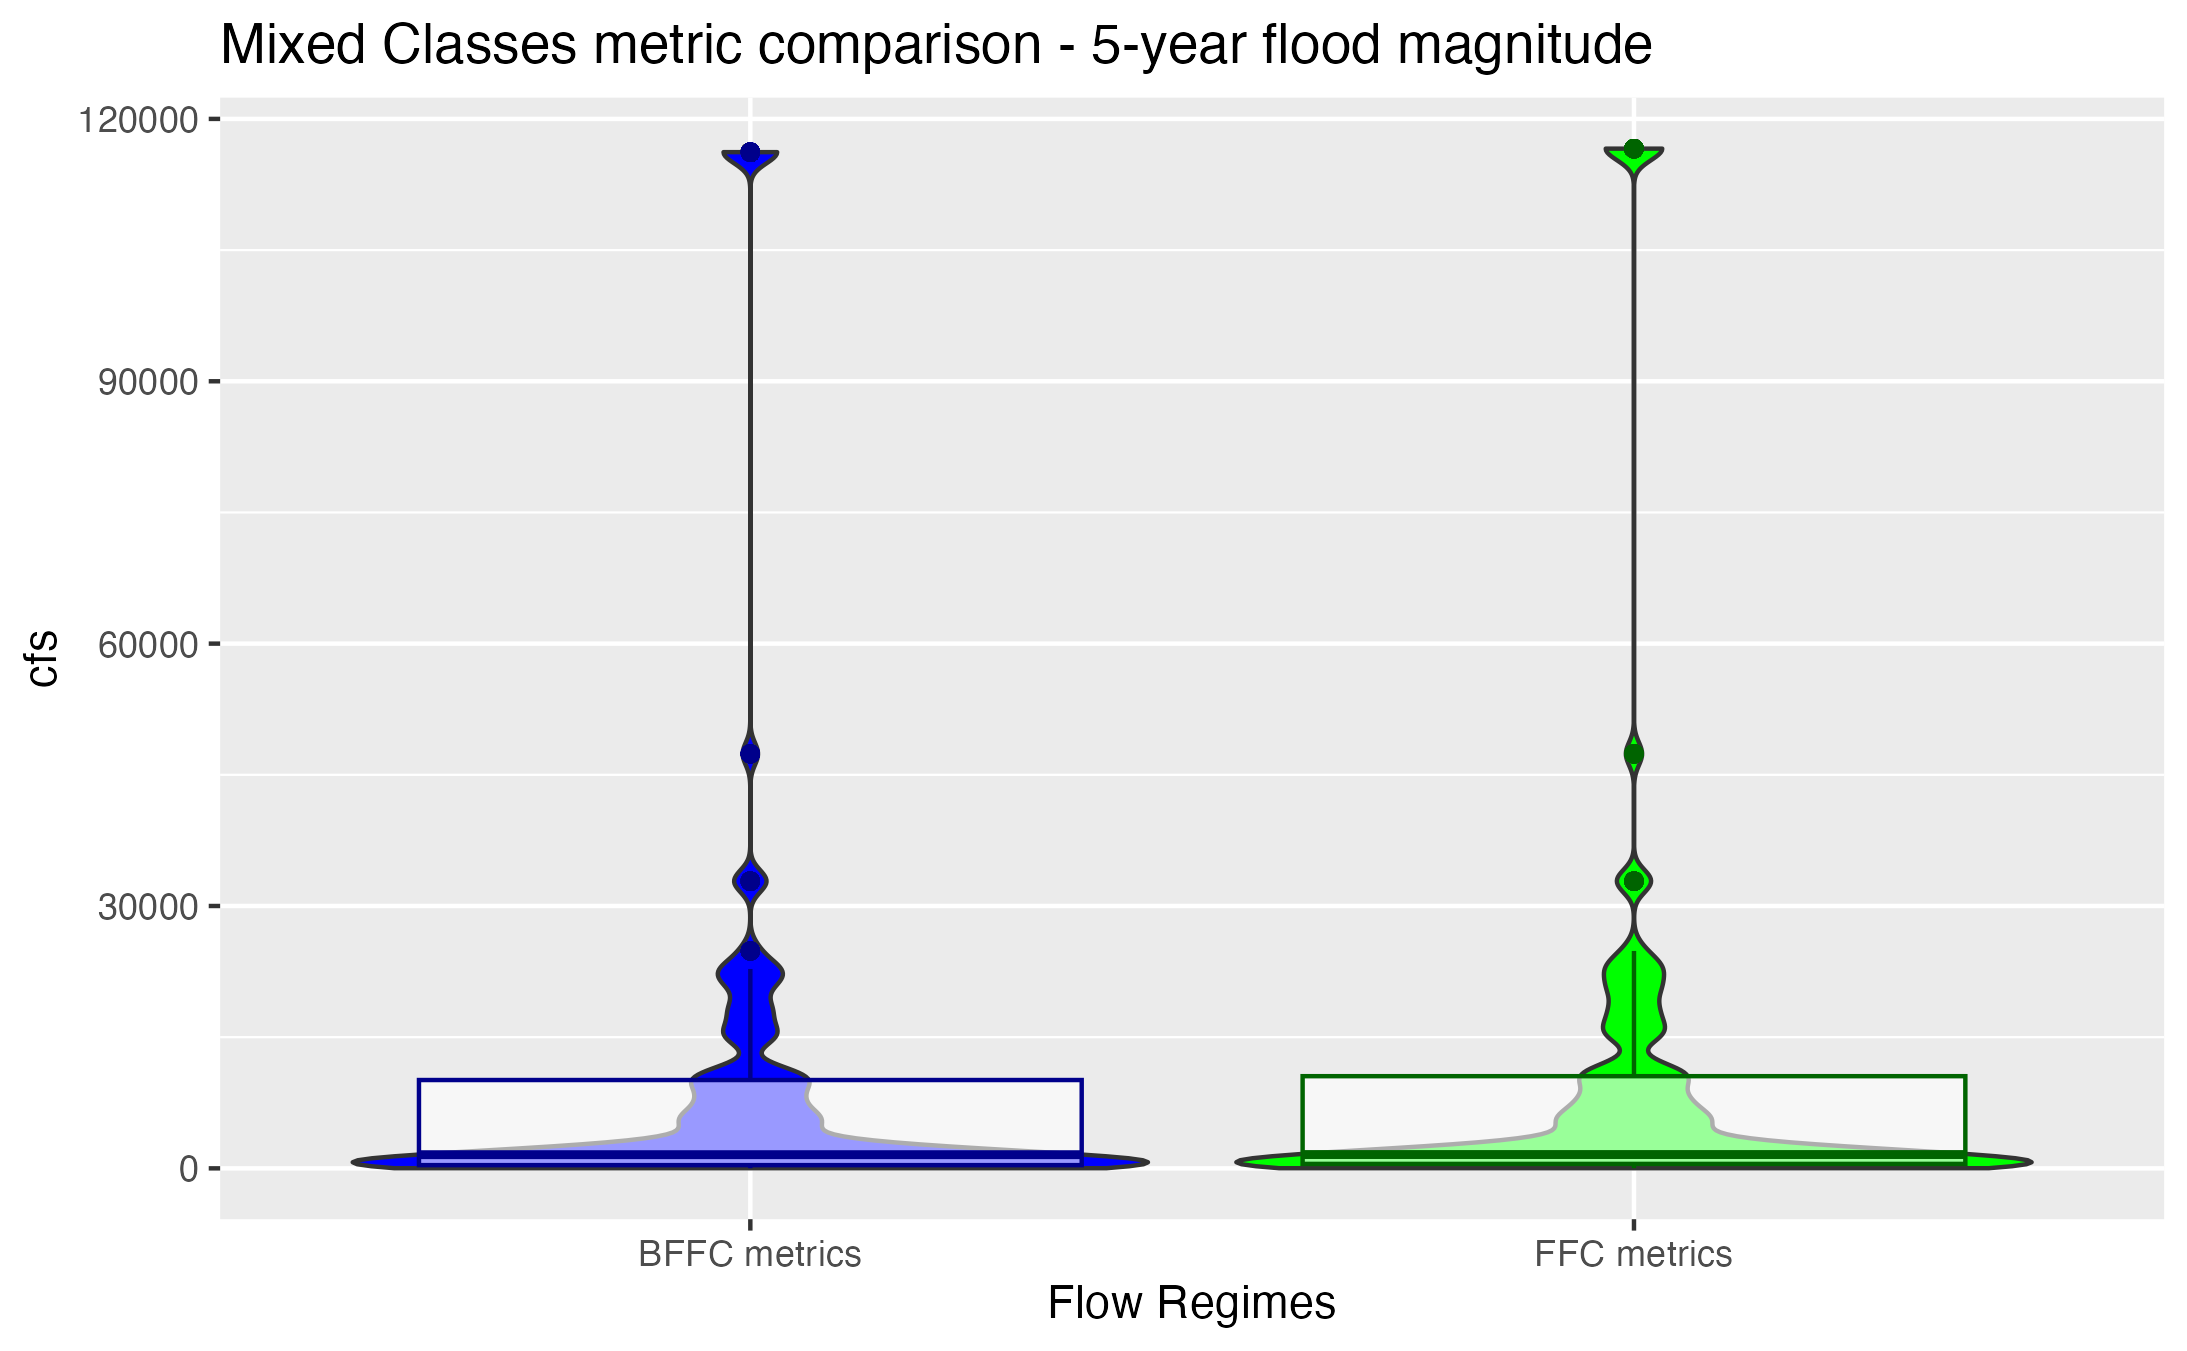 Mixed Classes metric comparison - 5-year flood magnitude
120000
90000
60000
30000
0
cfs
BFFC metrics
FFC metrics
Flow Regimes